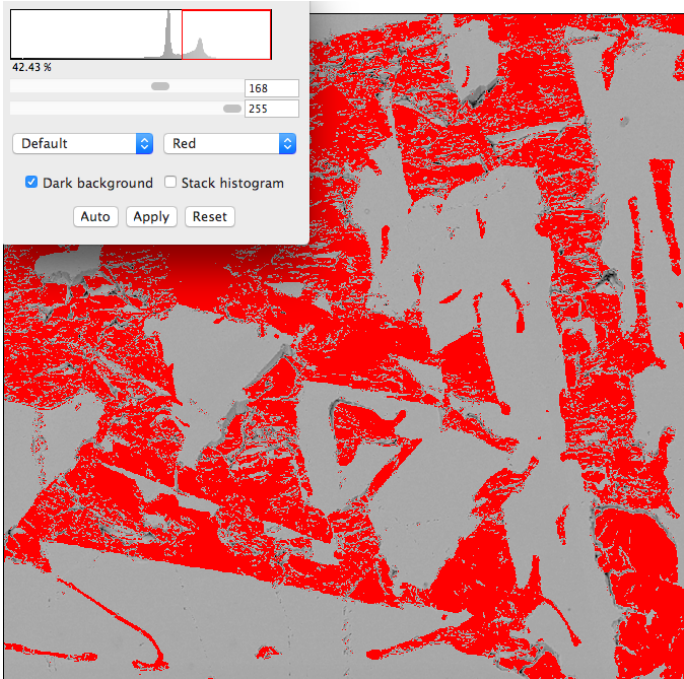 42.43 %
168
255
Default Red
Dark background Stack histogram
Auto Apply Reset